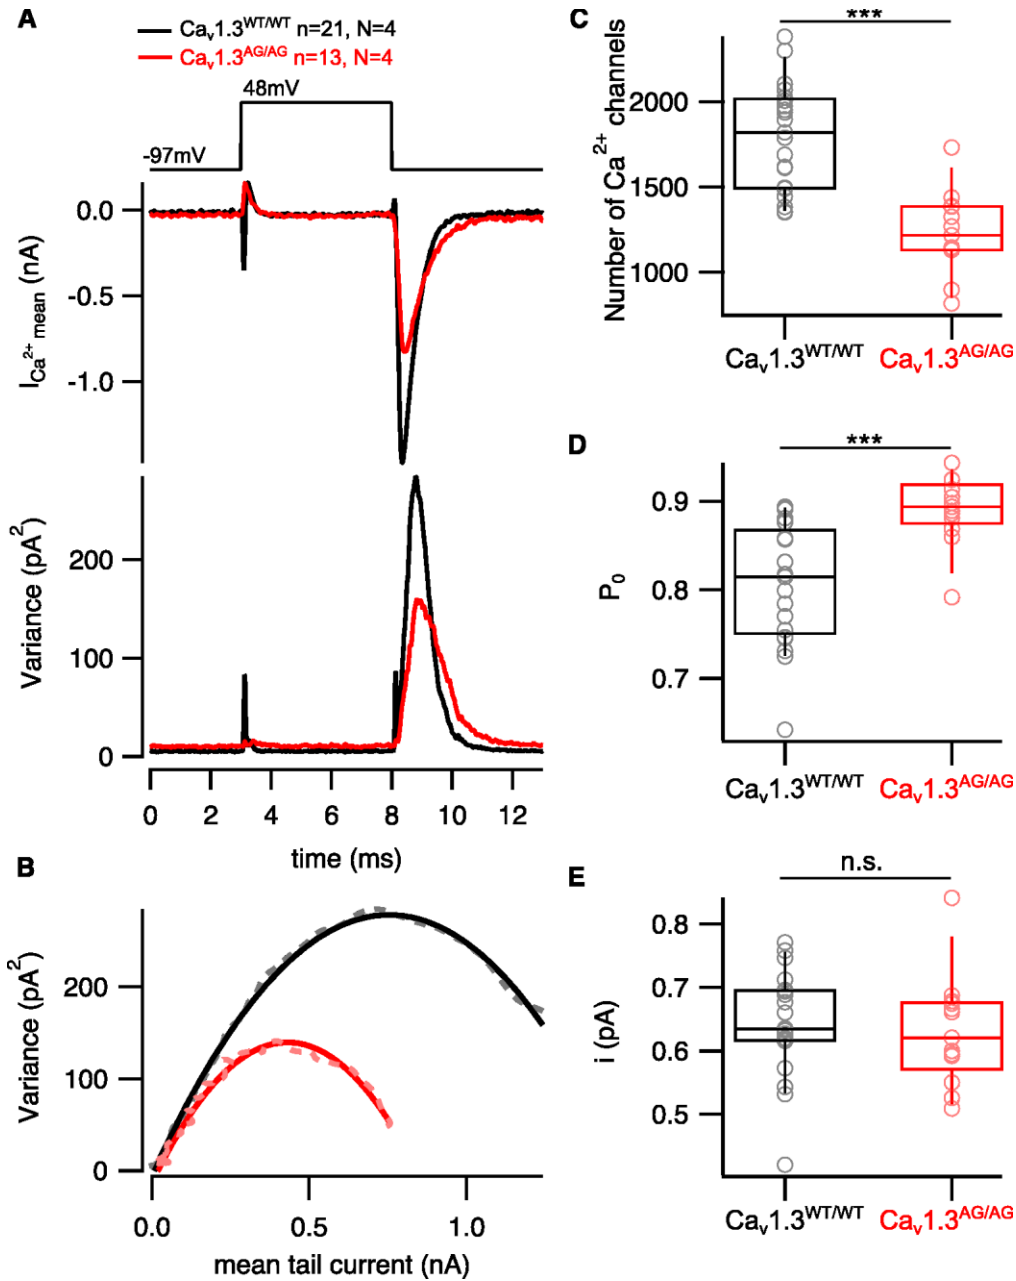 A
Caᵥ1.3ᵂᵀ/ᵂᵀ n=21, N=4
Caᵥ1.3ᴬᴳ/ᴬᴳ n=13, N=4
48mV
-97mV
0.0
-0.5
-1.0
I Ca²⁺ mean (nA)
200
100
0
Variance (pA²)
0 2 4 6 8 10 12
time (ms)
B
200
100
0
Variance (pA²)
0.0 0.5 1.0
mean tail current (nA)
C
***
2000
1500
1000
Number of Ca²⁺ channels
Caᵥ1.3ᵂᵀ/ᵂᵀ Caᵥ1.3ᴬᴳ/ᴬᴳ
D
***
0.9
0.8
0.7
P₀
Caᵥ1.3ᵂᵀ/ᵂᵀ Caᵥ1.3ᴬᴳ/ᴬᴳ
E
n.s.
0.8
0.7
0.6
0.5
i (pA)
Caᵥ1.3ᵂᵀ/ᵂᵀ Caᵥ1.3ᴬᴳ/ᴬᴳ